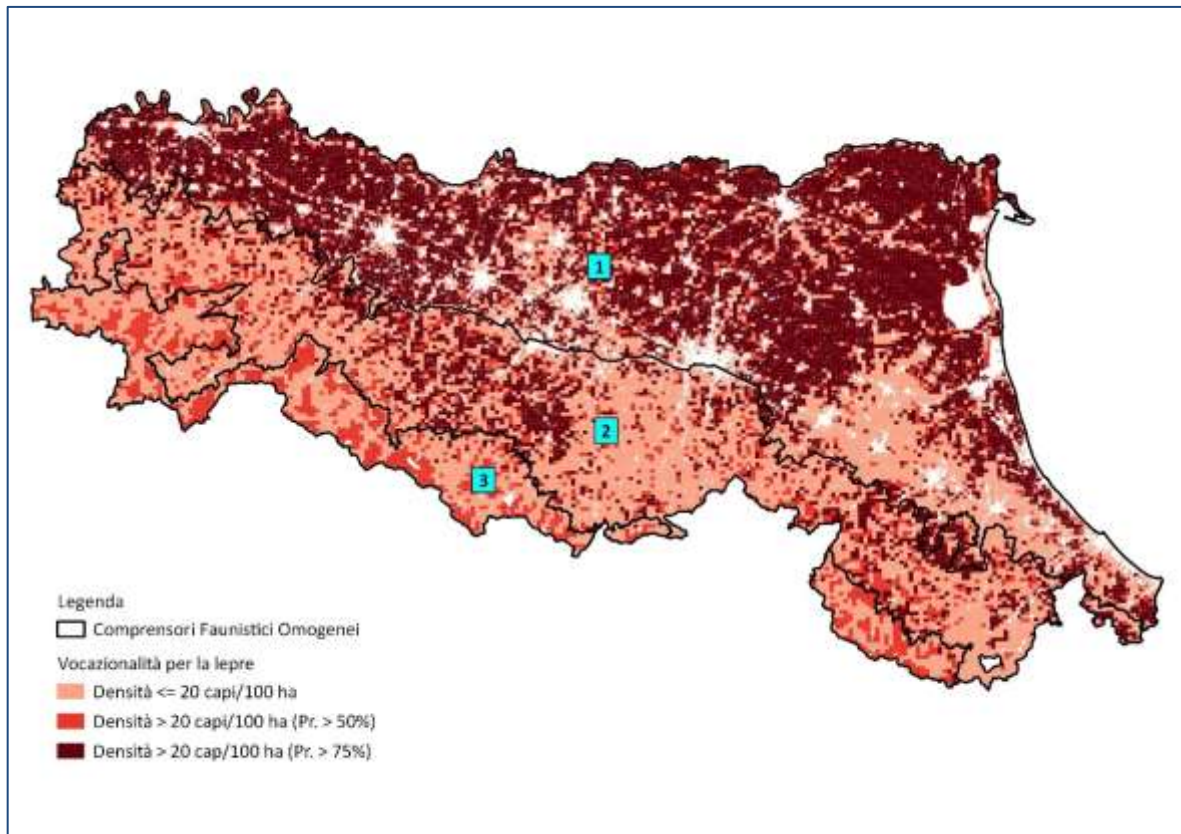 1
2
3
Legenda
Comprensori Faunistici Omogenei
Vocazionalità per la lepre
Densità <= 20 capi/100 ha
Densità > 20 capi/100 ha (Pr. > 50%)
Densità > 20 cap/100 ha (Pr. > 75%)